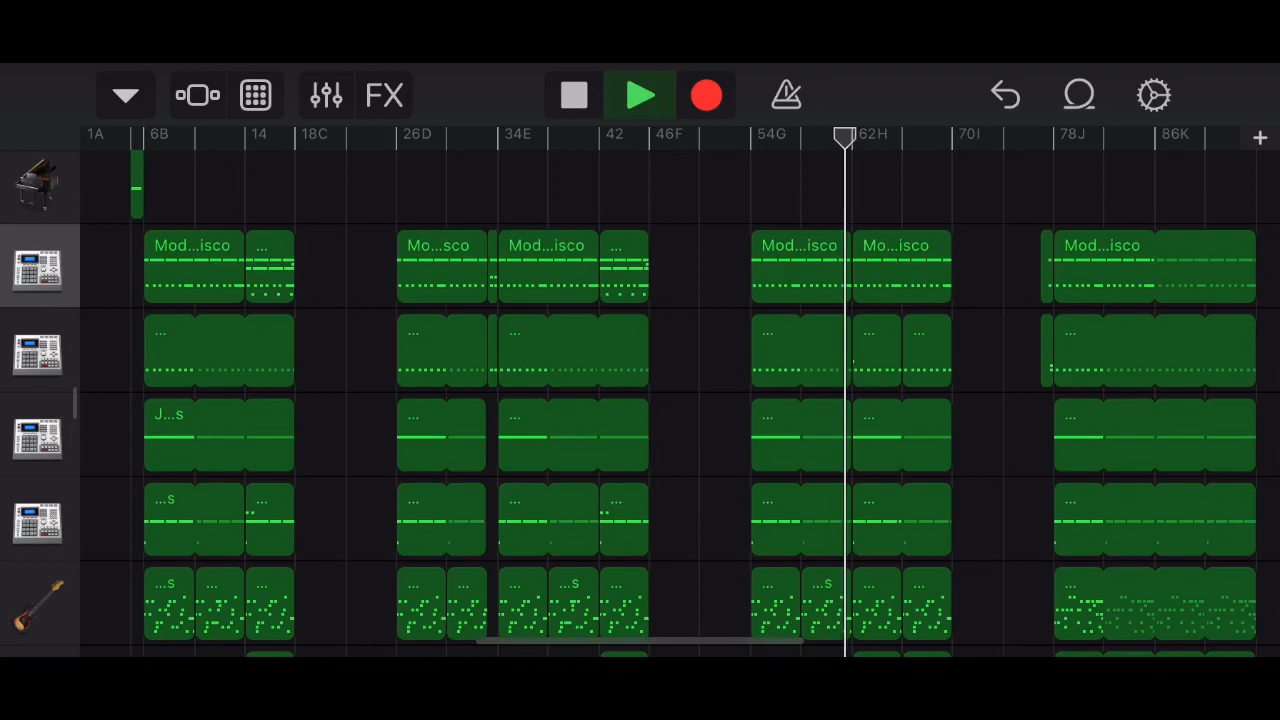 FX
1A 6B 14 18C 26D 34E 42 46F 54G 62H 70I 78J 86K +
Mod...isco ... Mo...sco Mod...isco ... Mod...isco Mo...isco Mod...isco
... ... ... ... ... ... ...
J...s ... ... ... ... ...
...s ... ... ... ... ... ... ...
...s ... ... ... ... ... ...s ... ... ...s ... ... ...